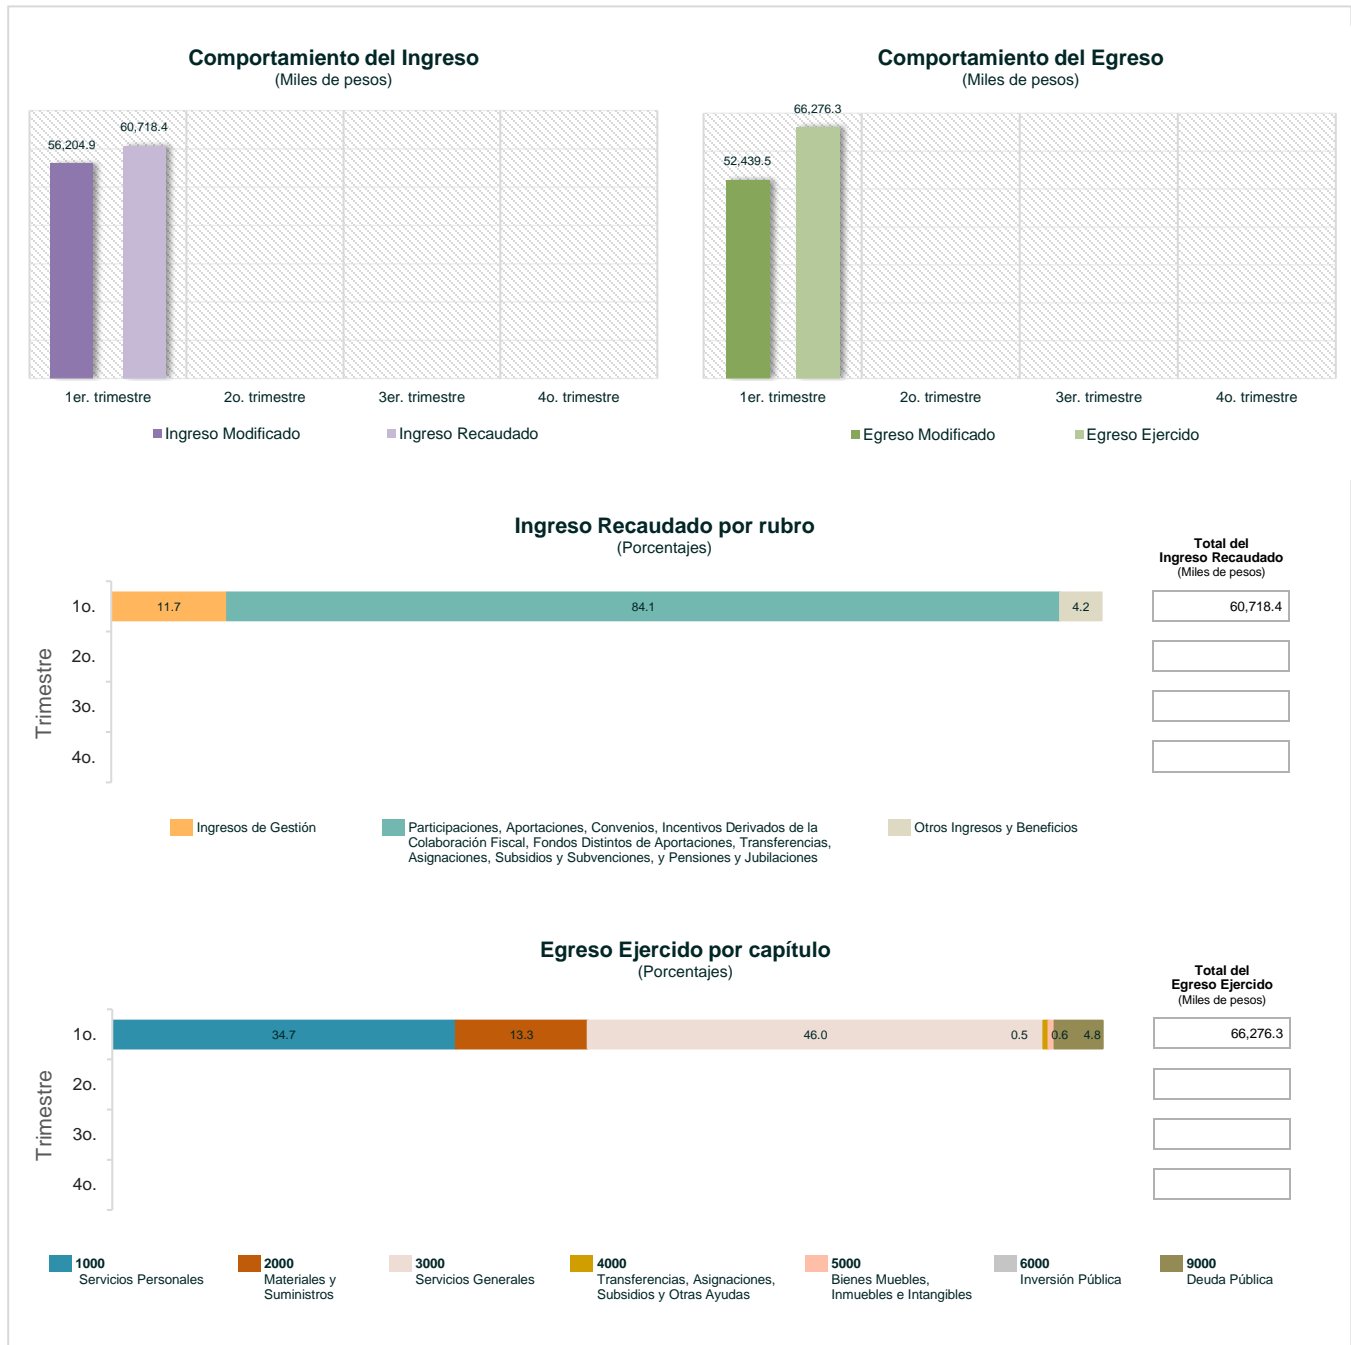 Comportamiento del Ingreso
(Miles de pesos)
56,204.9
60,718.4
1er. trimestre
2o. trimestre
3er. trimestre
4o. trimestre
Ingreso Modificado
Ingreso Recaudado
Comportamiento del Egreso
(Miles de pesos)
52,439.5
66,276.3
1er. trimestre
2o. trimestre
3er. trimestre
4o. trimestre
Egreso Modificado
Egreso Ejercido
Ingreso Recaudado por rubro
(Porcentajes)
Total del
Ingreso Recaudado
(Miles de pesos)
Trimestre
1o.
11.7
84.1
4.2
60,718.4
2o.
3o.
4o.
Ingresos de Gestión
Participaciones, Aportaciones, Convenios, Incentivos Derivados de la
Colaboración Fiscal, Fondos Distintos de Aportaciones, Transferencias,
Asignaciones, Subsidios y Subvenciones, y Pensiones y Jubilaciones
Otros Ingresos y Beneficios
Egreso Ejercido por capítulo
(Porcentajes)
Total del
Egreso Ejercido
(Miles de pesos)
Trimestre
1o.
34.7
13.3
46.0
0.5
0.6
4.8
66,276.3
2o.
3o.
4o.
1000
Servicios Personales
2000
Materiales y
Suministros
3000
Servicios Generales
4000
Transferencias, Asignaciones,
Subsidios y Otras Ayudas
5000
Bienes Muebles,
Inmuebles e Intangibles
6000
Inversión Pública
9000
Deuda Pública